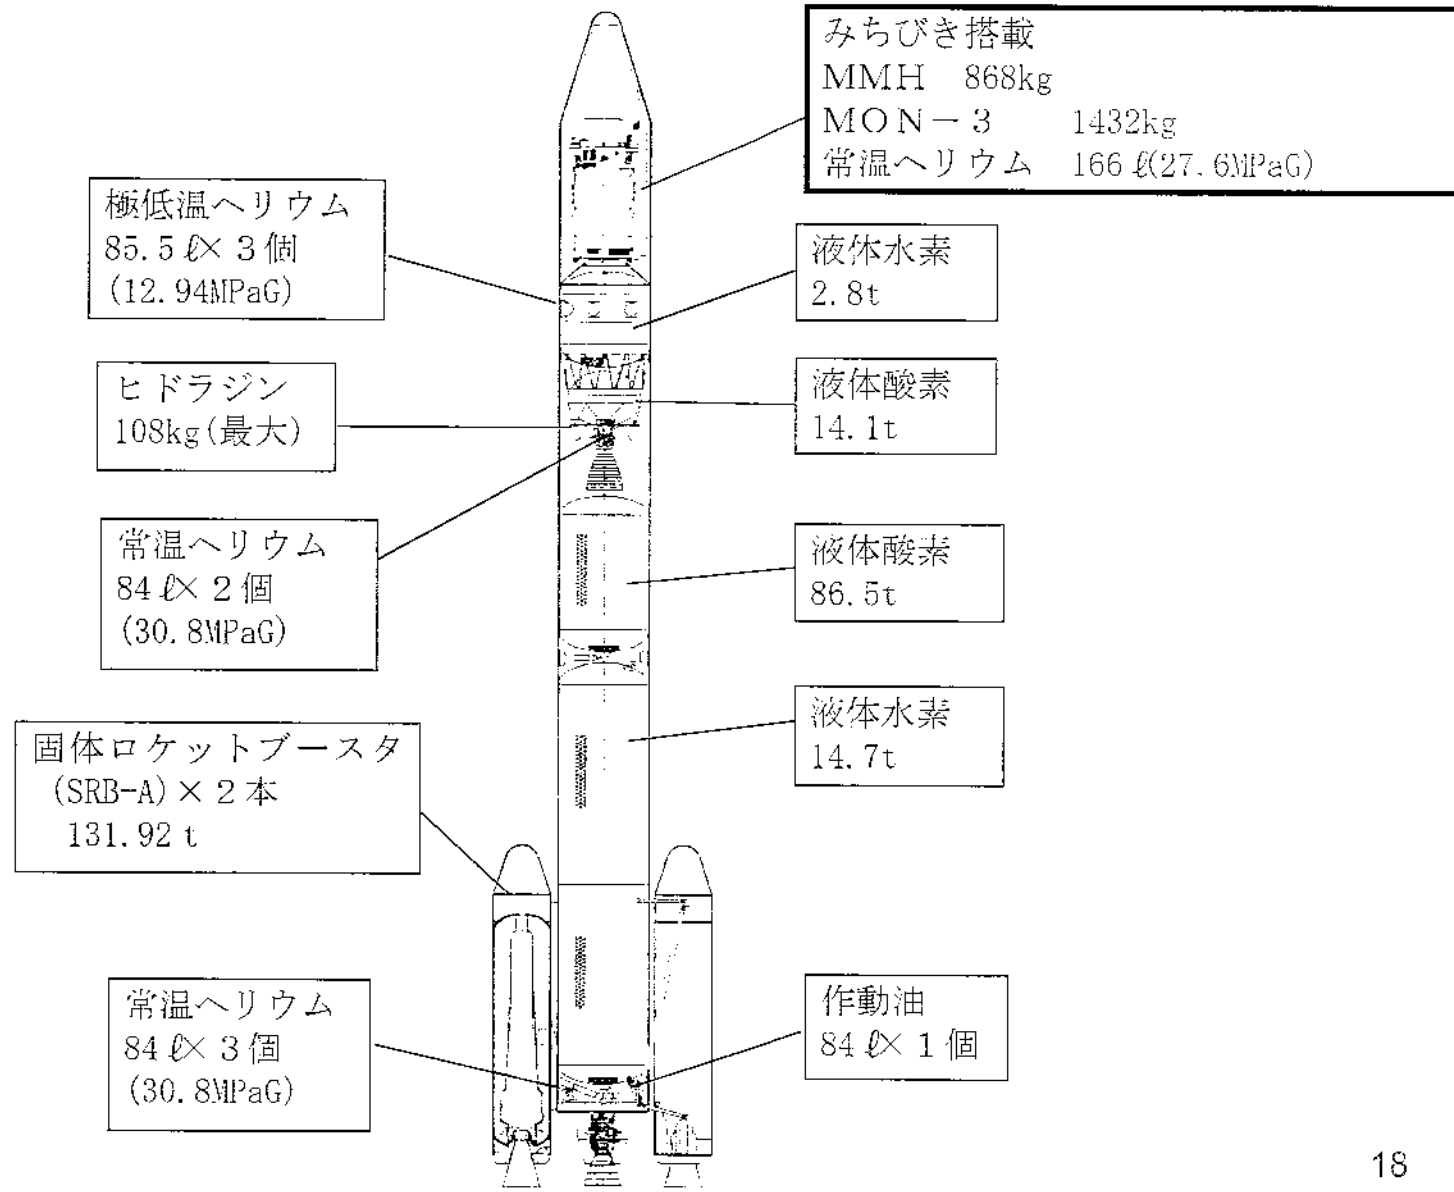 みちびき搭載
MMH 868kg
MON-3 1432kg
常温ヘリウム 166ℓ(27.6MPaG)
極低温ヘリウム
85.5ℓ×3個
(12.94MPaG)
液体水素
2.8t
ヒドラジン
108kg(最大)
液体酸素
14.1t
常温ヘリウム
84ℓ×2個
(30.8MPaG)
液体酸素
86.5t
液体水素
14.7t
固体ロケットブースタ
(SRB-A)×2本
131.92t
常温ヘリウム
84ℓ×3個
(30.8MPaG)
作動油
84ℓ×1個
18